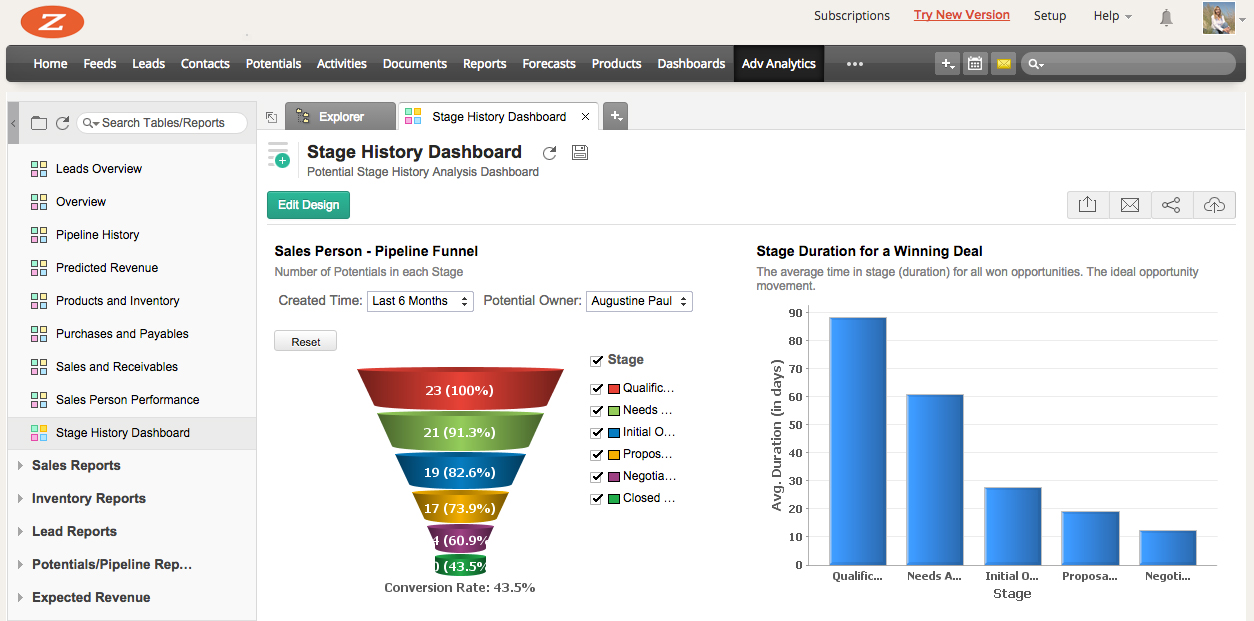 Z
Subscriptions Try New Version Setup Help
Home Feeds Leads Contacts Potentials Activities Documents Reports Forecasts Products Dashboards Adv Analytics
Search Tables/Reports
Leads Overview
Overview
Pipeline History
Predicted Revenue
Products and Inventory
Purchases and Payables
Sales and Receivables
Sales Person Performance
Stage History Dashboard
Sales Reports
Inventory Reports
Lead Reports
Potentials/Pipeline Rep...
Expected Revenue
Explorer Stage History Dashboard
Stage History Dashboard
Potential Stage History Analysis Dashboard
Edit Design
Sales Person - Pipeline Funnel
Number of Potentials in each Stage
Created Time: Last 6 Months Potential Owner: Augustine Paul
Reset
23 (100%)
21 (91.3%)
19 (82.6%)
17 (73.9%)
4 (60.9%
0 (43.5%
Conversion Rate: 43.5%
Stage
Qualific...
Needs ...
Initial O...
Propos...
Negotia...
Closed ...
Stage Duration for a Winning Deal
The average time in stage (duration) for all won opportunities. The ideal opportunity
movement.
Avg. Duration (in days)
90
80
70
60
50
40
30
20
10
0
Qualific... Needs A... Initial O... Proposa... Negoti...
Stage